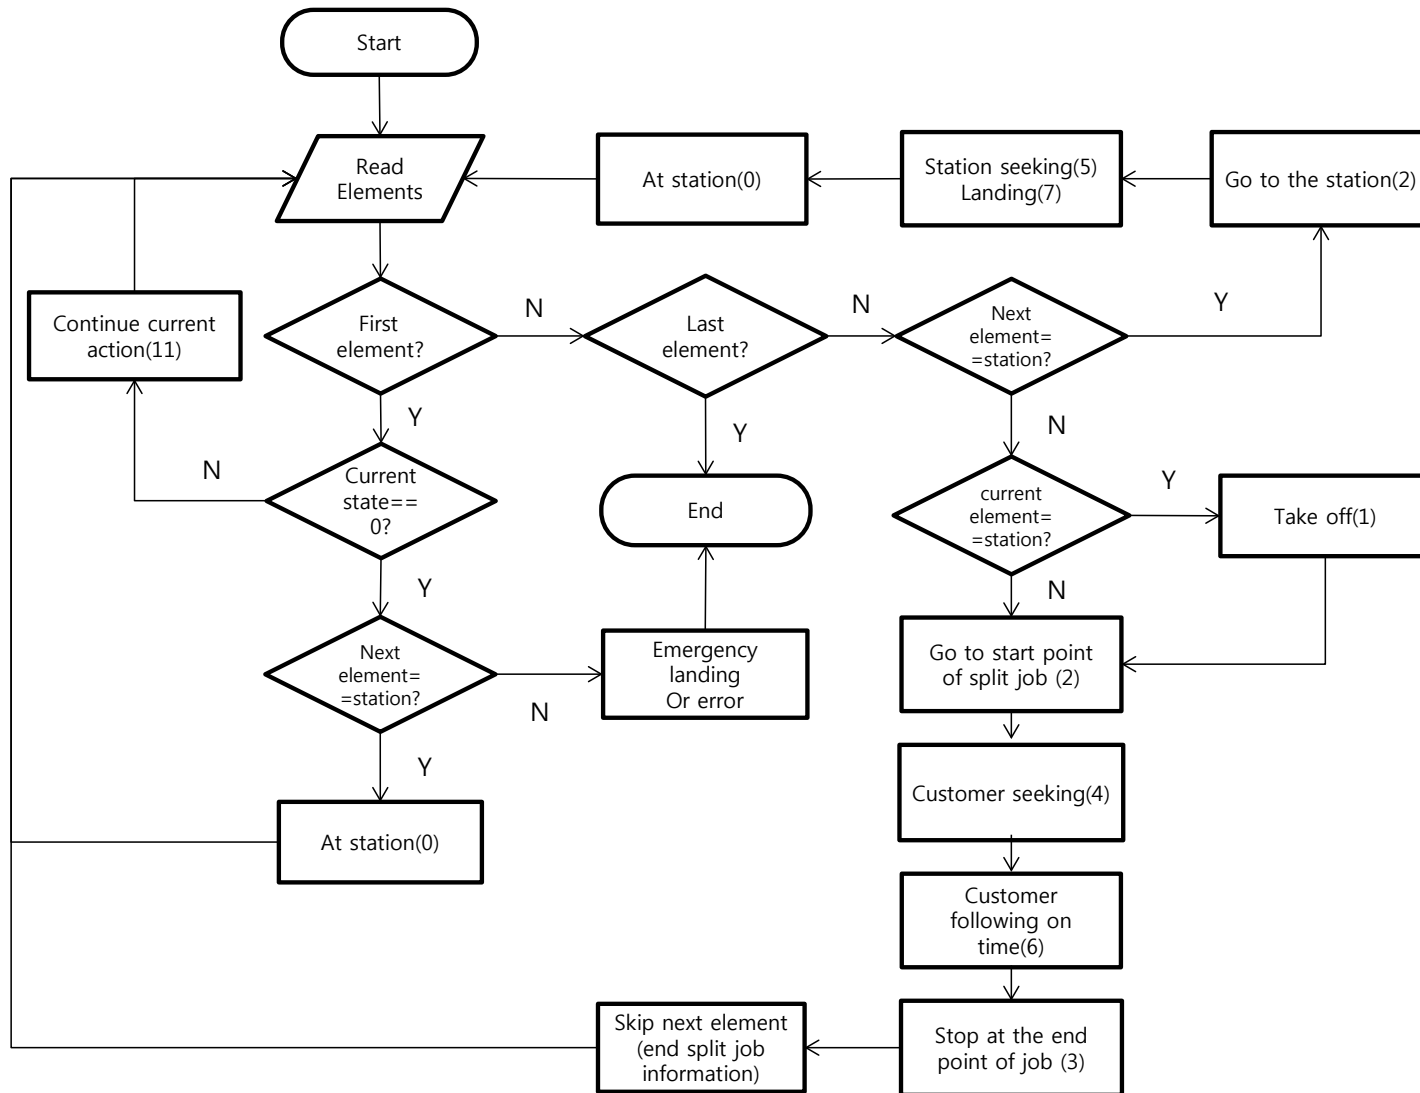 Start
Read
Elements
At station(0)
Station seeking(5)
Landing(7)
Go to the station(2)
Continue current
action(11)
First
element?
N
Last
element?
N
Next
element=
=station?
Y
Y
Y
N
N
Current
state==
0?
End
current
element=
=station?
Y
Take off(1)
Y
N
Next
element=
=station?
N
Emergency
landing
Or error
Go to start point
of split job (2)
Y
Customer seeking(4)
At station(0)
Customer
following on
time(6)
Skip next element
(end split job
information)
Stop at the end
point of job (3)